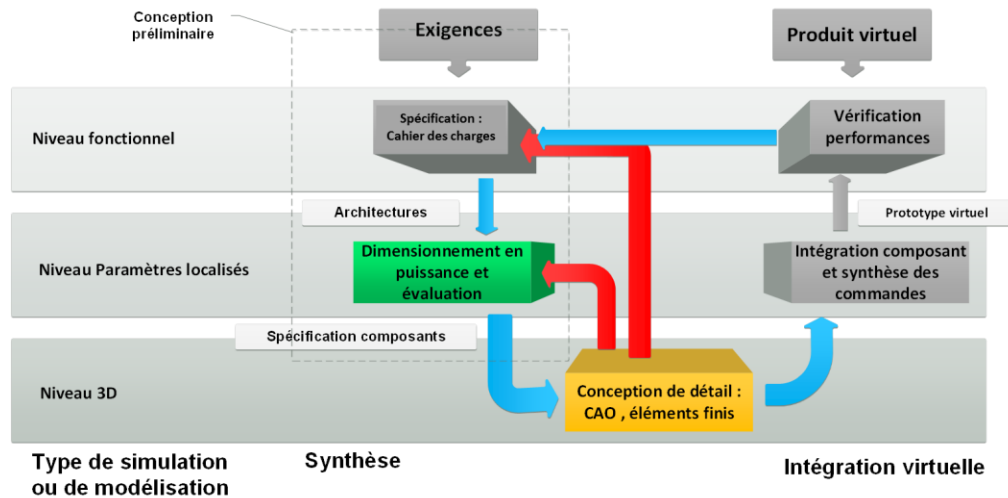 Conception
préliminaire
Exigences
Produit virtuel
Niveau fonctionnel
Spécification :
Cahier des charges
Vérification
performances
Architectures
Prototype virtuel
Niveau Paramètres localisés
Dimensionnement en
puissance et
évaluation
Intégration composant
et synthèse des
commandes
Spécification composants
Niveau 3D
Conception de détail :
CAO , éléments finis
Type de simulation
ou de modélisation
Synthèse
Intégration virtuelle